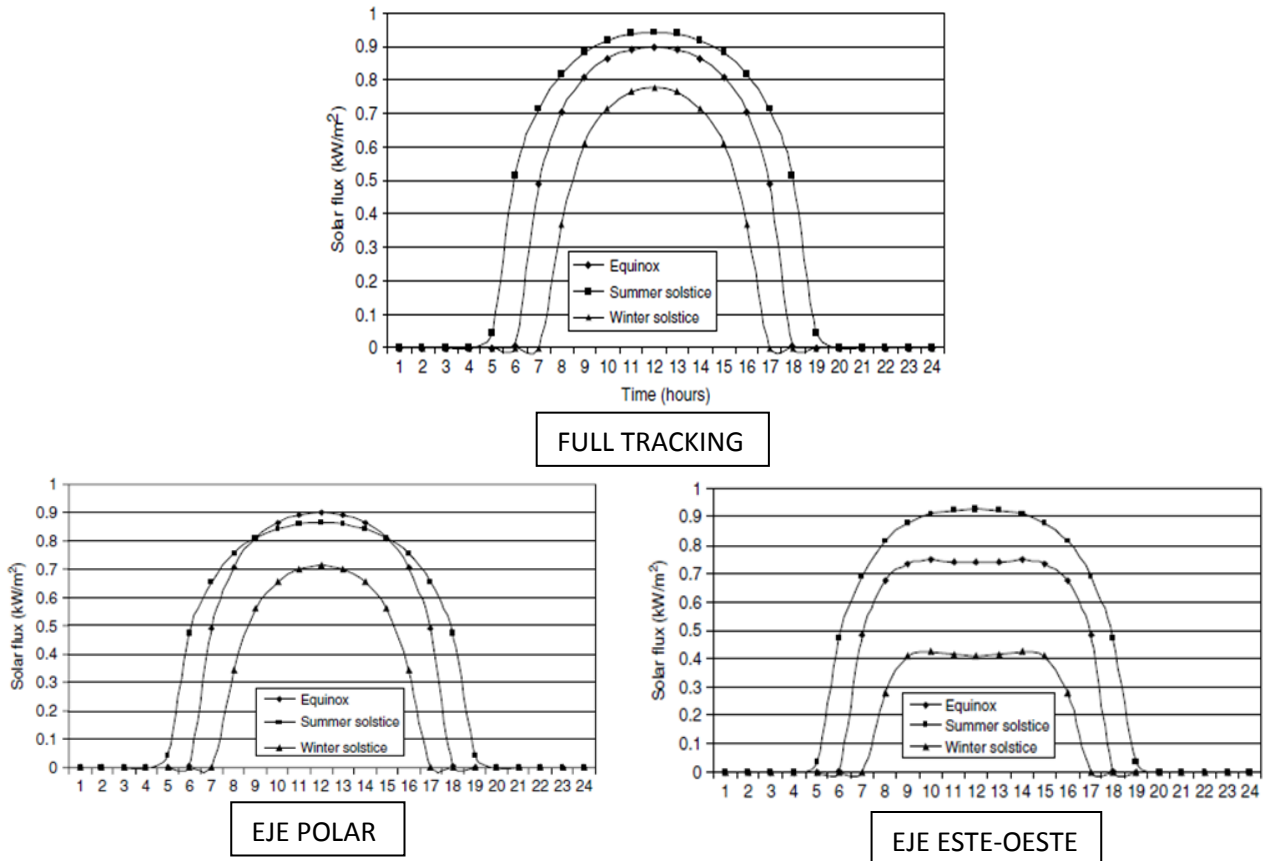 1
0.9
0.8
0.7
0.6
0.5
0.4
0.3
0.2
0.1
0
Solar flux (kW/m²)
Equinox
Summer solstice
Winter solstice
1 2 3 4 5 6 7 8 9 10 11 12 13 14 15 16 17 18 19 20 21 22 23 24
Time (hours)
FULL TRACKING
1
0.9
0.8
0.7
0.6
0.5
0.4
0.3
0.2
0.1
0
Solar flux (kW/m²)
Equinox
Summer solstice
Winter solstice
1 2 3 4 5 6 7 8 9 10 11 12 13 14 15 16 17 18 19 20 21 22 23 24
EJE POLAR
1
0.9
0.8
0.7
0.6
0.5
0.4
0.3
0.2
0.1
0
Solar flux (kW/m²)
Equinox
Summer solstice
Winter solstice
1 2 3 4 5 6 7 8 9 10 11 12 13 14 15 16 17 18 19 20 21 22 23 24
EJE ESTE-OESTE